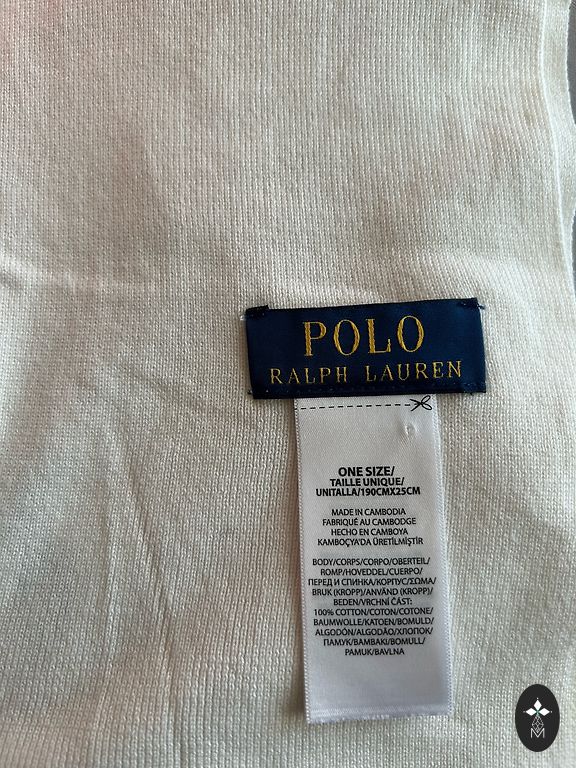 POLO
RALPH LAUREN
ONE SIZE/
TAILLE UNIQUE/
UNITALLA/190CMX25CM
MADE IN CAMBODIA
FABRIQUÉ AU CAMBODGE
HECHO EN CAMBOYA
KAMBOÇYA'DA ÜRETİLMİŞTİR
BODY/CORPS/CORPO/OBERTEIL/
ROMP/HOVEDDEL/CUERPO/
ПЕРЕД И СПИНКА/КОРПУС/ΣΩΜΑ/
BRUK (KROPP)/ANVÄND (KROPP)/
BEDEN/VRCHNÍ ČÁST:
100% COTTON/COTON/COTONE/
BAUMWOLLE/KATOEN/BOMULD/
ALGODÓN/ALGODÃO/ХЛОПОК/
ПАМУК/BAMBAKI/BOMULL/
PAMUK/BAVLNA
M